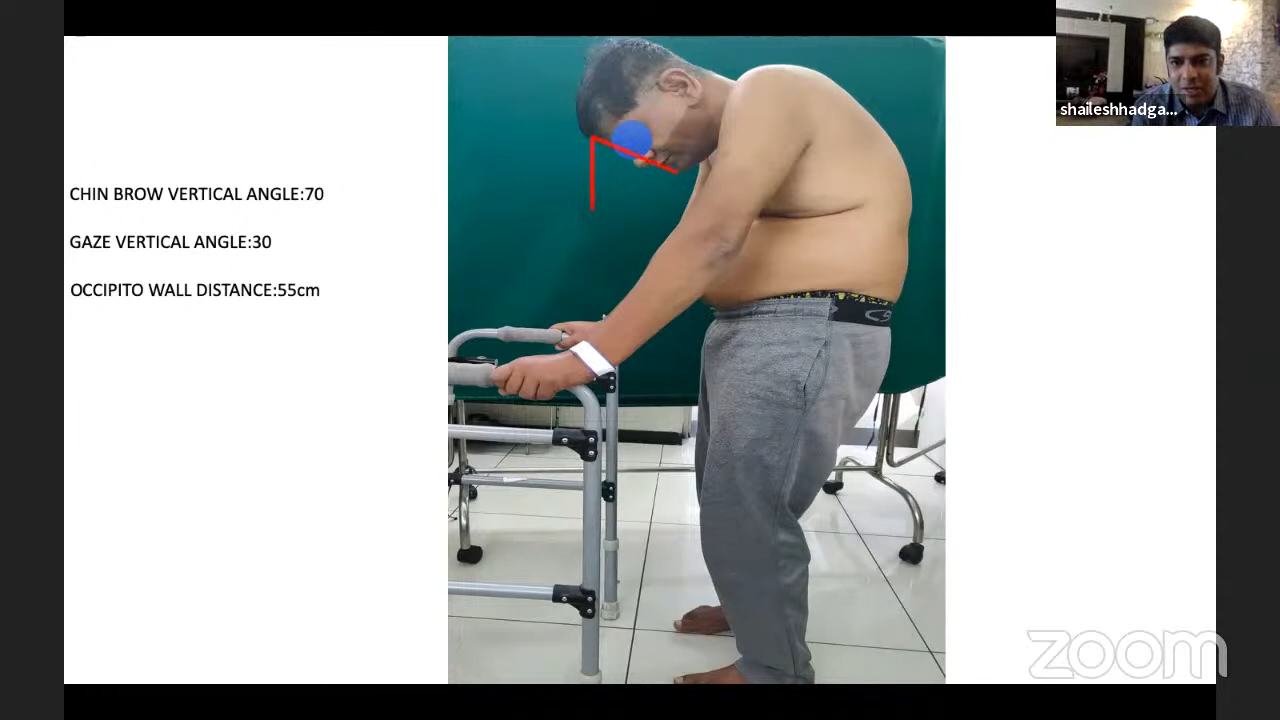 shaileshhadga...
CHIN BROW VERTICAL ANGLE:70
GAZE VERTICAL ANGLE:30
OCCIPITO WALL DISTANCE:55cm
zoom